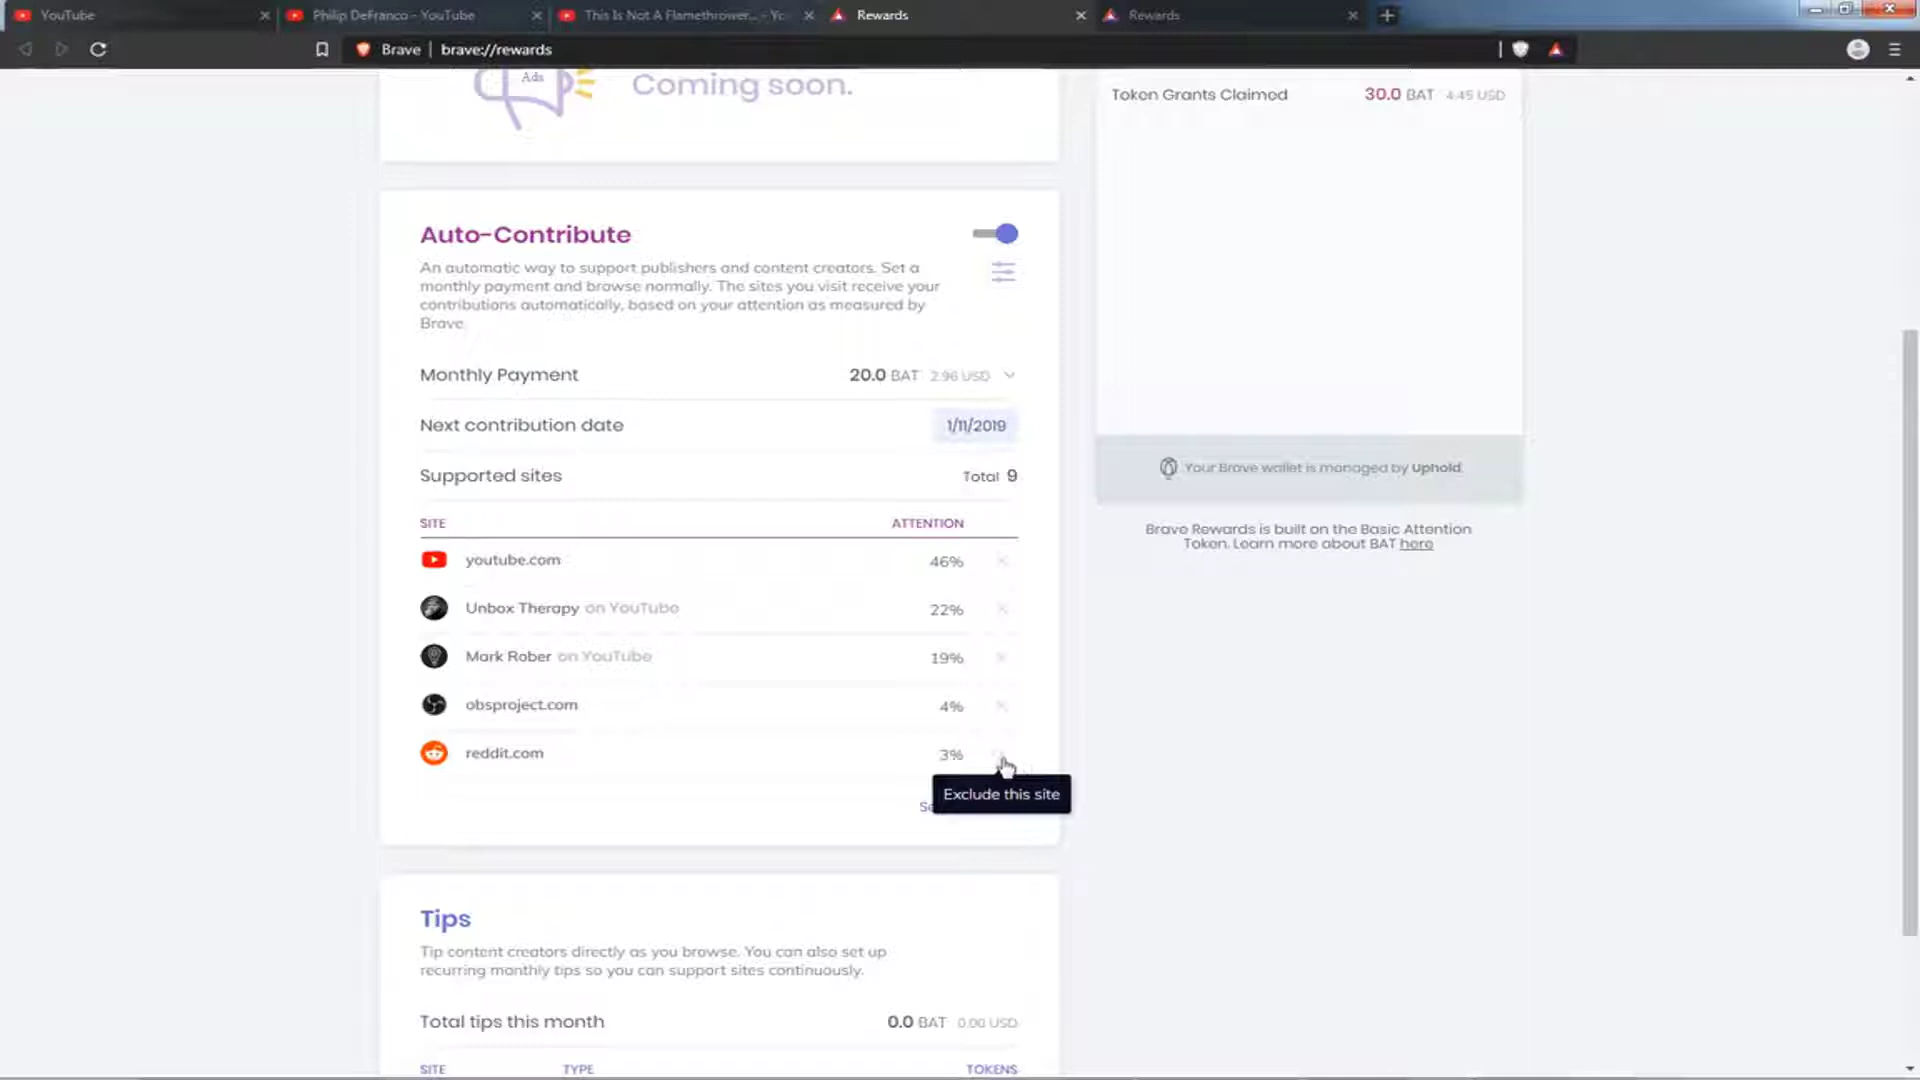 YouTube
Philip DeFranco - YouTube
This Is Not A Flamethrower... - Yo
Rewards
Rewards
Brave | brave://rewards
Ads
Coming soon.
Token Grants Claimed 30.0 BAT 4.45 USD
Auto-Contribute
An automatic way to support publishers and content creators. Set a
monthly payment and browse normally. The sites you visit receive your
contributions automatically, based on your attention as measured by
Brave.
Monthly Payment 20.0 BAT 2.96 USD
Next contribution date 1/11/2019
Supported sites Total 9
SITE ATTENTION
youtube.com 46%
Unbox Therapy on YouTube 22%
Mark Rober on YouTube 19%
obsproject.com 4%
reddit.com 3%
Exclude this site
Your Brave wallet is managed by Uphold.
Brave Rewards is built on the Basic Attention
Token. Learn more about BAT here
Tips
Tip content creators directly as you browse. You can also set up
recurring monthly tips so you can support sites continuously.
Total tips this month 0.0 BAT 0.00 USD
SITE TYPE TOKENS